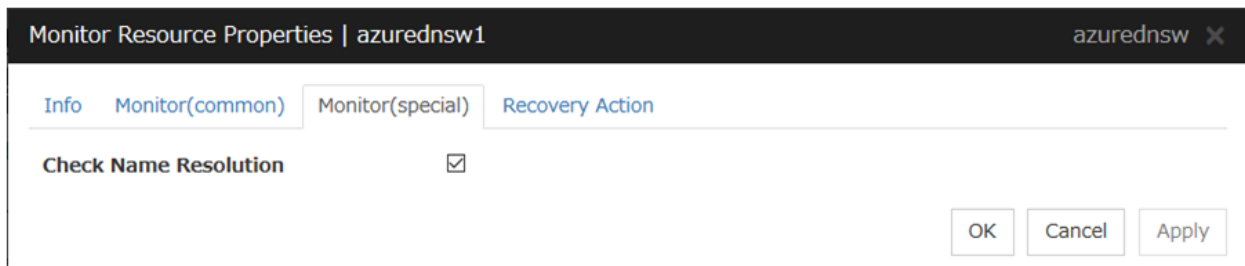 Monitor Resource Properties | azurednsw1 azurednsw
Info Monitor(common) Monitor(special) Recovery Action
Check Name Resolution
OK Cancel Apply